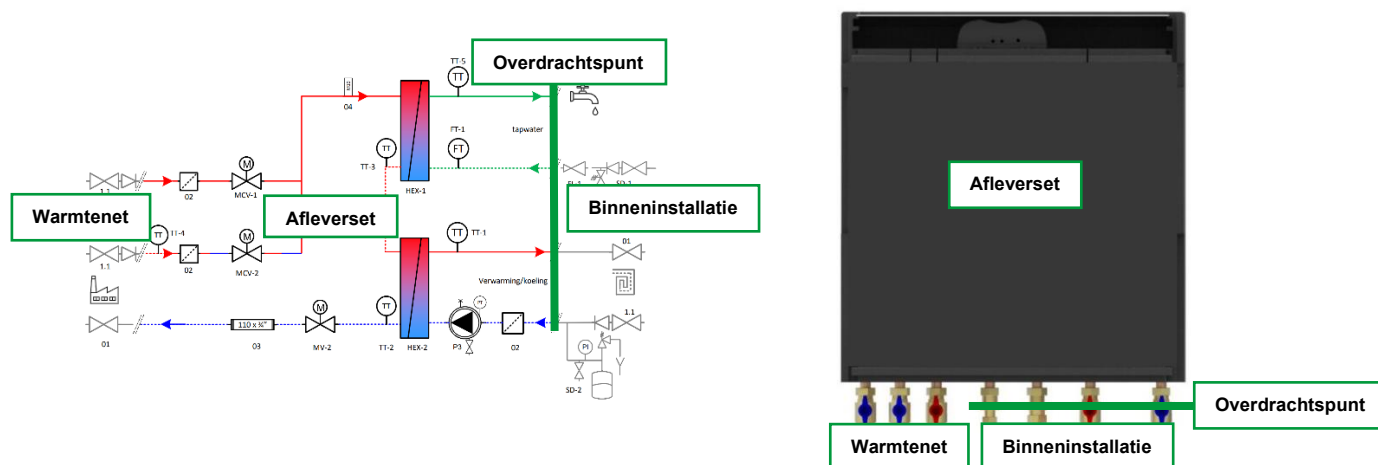 Overdrachtspunt
TT-5
TT
04
tapwater
FT-1
FT
TT
TT-3
HEX-1
1.1
02
M
MCV-1
Warmtenet
Afleverset
Binneninstallatie
TT
TT-4
1.1
02
M
MCV-2
TT
TT-1
01
Verwarming/koeling
01
110 x ¾"
03
M
MV-2
TT
TT-2
HEX-2
PT
P3
02
1.1
PI
SD-2
Afleverset
Overdrachtspunt
Warmtenet
Binneninstallatie